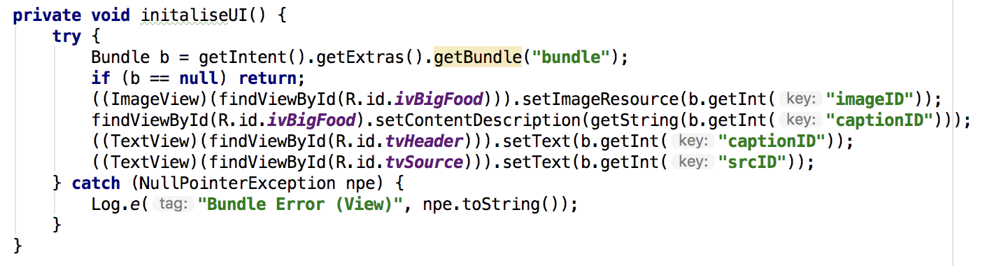 private void initaliseUI() {
    try {
        Bundle b = getIntent().getExtras().getBundle("bundle");
        if (b == null) return;
        ((ImageView)(findViewById(R.id.ivBigFood))).setImageResource(b.getInt( key: "imageID"));
        findViewById(R.id.ivBigFood).setContentDescription(getString(b.getInt( key: "captionID")));
        ((TextView)(findViewById(R.id.tvHeader))).setText(b.getInt( key: "captionID"));
        ((TextView)(findViewById(R.id.tvSource))).setText(b.getInt( key: "srcID"));
    } catch (NullPointerException npe) {
        Log.e( tag: "Bundle Error (View)", npe.toString());
    }
}